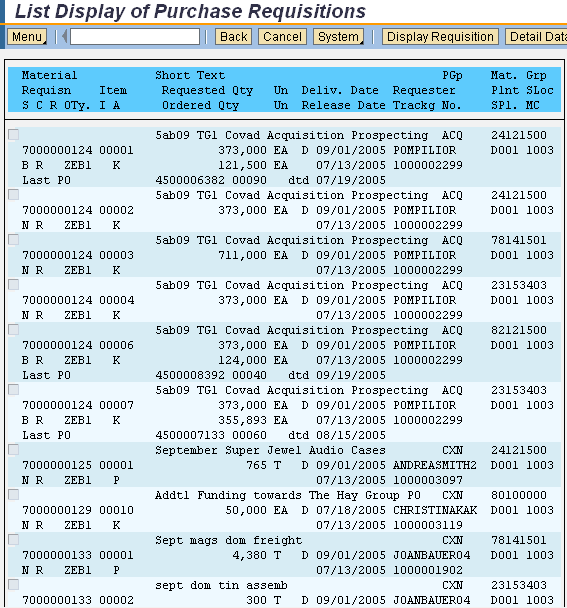 List Display of Purchase Requisitions
Menu Back Cancel System Display Requisition Detail Data
Material Short Text PGp Mat. Grp
Requisn Item Requested Qty Un Deliv. Date Requester Plnt SLoc
S C R OTy. I A Ordered Qty Un Release Date Trackg No. SPl. MC
5ab09 TG1 Covad Acquisition Prospecting ACQ 24121500
7000000124 00001 373,000 EA D 09/01/2005 POMPILIOR D001 1003
B R ZEB1 K 121,500 EA 07/13/2005 1000002299
Last PO 4500006382 00090 dtd 07/19/2005
5ab09 TG1 Covad Acquisition Prospecting ACQ 24121500
7000000124 00002 373,000 EA D 09/01/2005 POMPILIOR D001 1003
N R ZEB1 K 07/13/2005 1000002299
5ab09 TG1 Covad Acquisition Prospecting ACQ 78141501
7000000124 00003 711,000 EA D 09/01/2005 POMPILIOR D001 1003
N R ZEB1 K 07/13/2005 1000002299
5ab09 TG1 Covad Acquisition Prospecting ACQ 23153403
7000000124 00004 373,000 EA D 09/01/2005 POMPILIOR D001 1003
N R ZEB1 K 07/13/2005 1000002299
5ab09 TG1 Covad Acquisition Prospecting ACQ 82121500
7000000124 00006 373,000 EA D 09/01/2005 POMPILIOR D001 1003
B R ZEB1 K 124,000 EA 07/13/2005 1000002299
Last PO 4500008392 00040 dtd 09/19/2005
5ab09 TG1 Covad Acquisition Prospecting ACQ 23153403
7000000124 00007 373,000 EA D 09/01/2005 POMPILIOR D001 1003
B R ZEB1 K 355,893 EA 07/13/2005 1000002299
Last PO 4500007133 00060 dtd 08/15/2005
September Super Jewel Audio Cases CXN 24121500
7000000125 00001 765 T D 09/01/2005 ANDREASMITH2 D001 1003
N R ZEB1 P 07/13/2005 1000003097
Addtl Funding towards The Hay Group PO CXN 80100000
7000000129 00010 50,000 EA D 07/18/2005 CHRISTINAKAK D001 1003
N R ZEB1 K 07/13/2005 1000003119
Sept mags dom freight CXN 78141501
7000000133 00001 4,380 T D 09/01/2005 JOANBAUER04 D001 1003
N R ZEB1 P 07/13/2005 1000001902
sept dom tin assemb CXN 23153403
7000000133 00002 300 T D 09/01/2005 JOANBAUER04 D001 1003